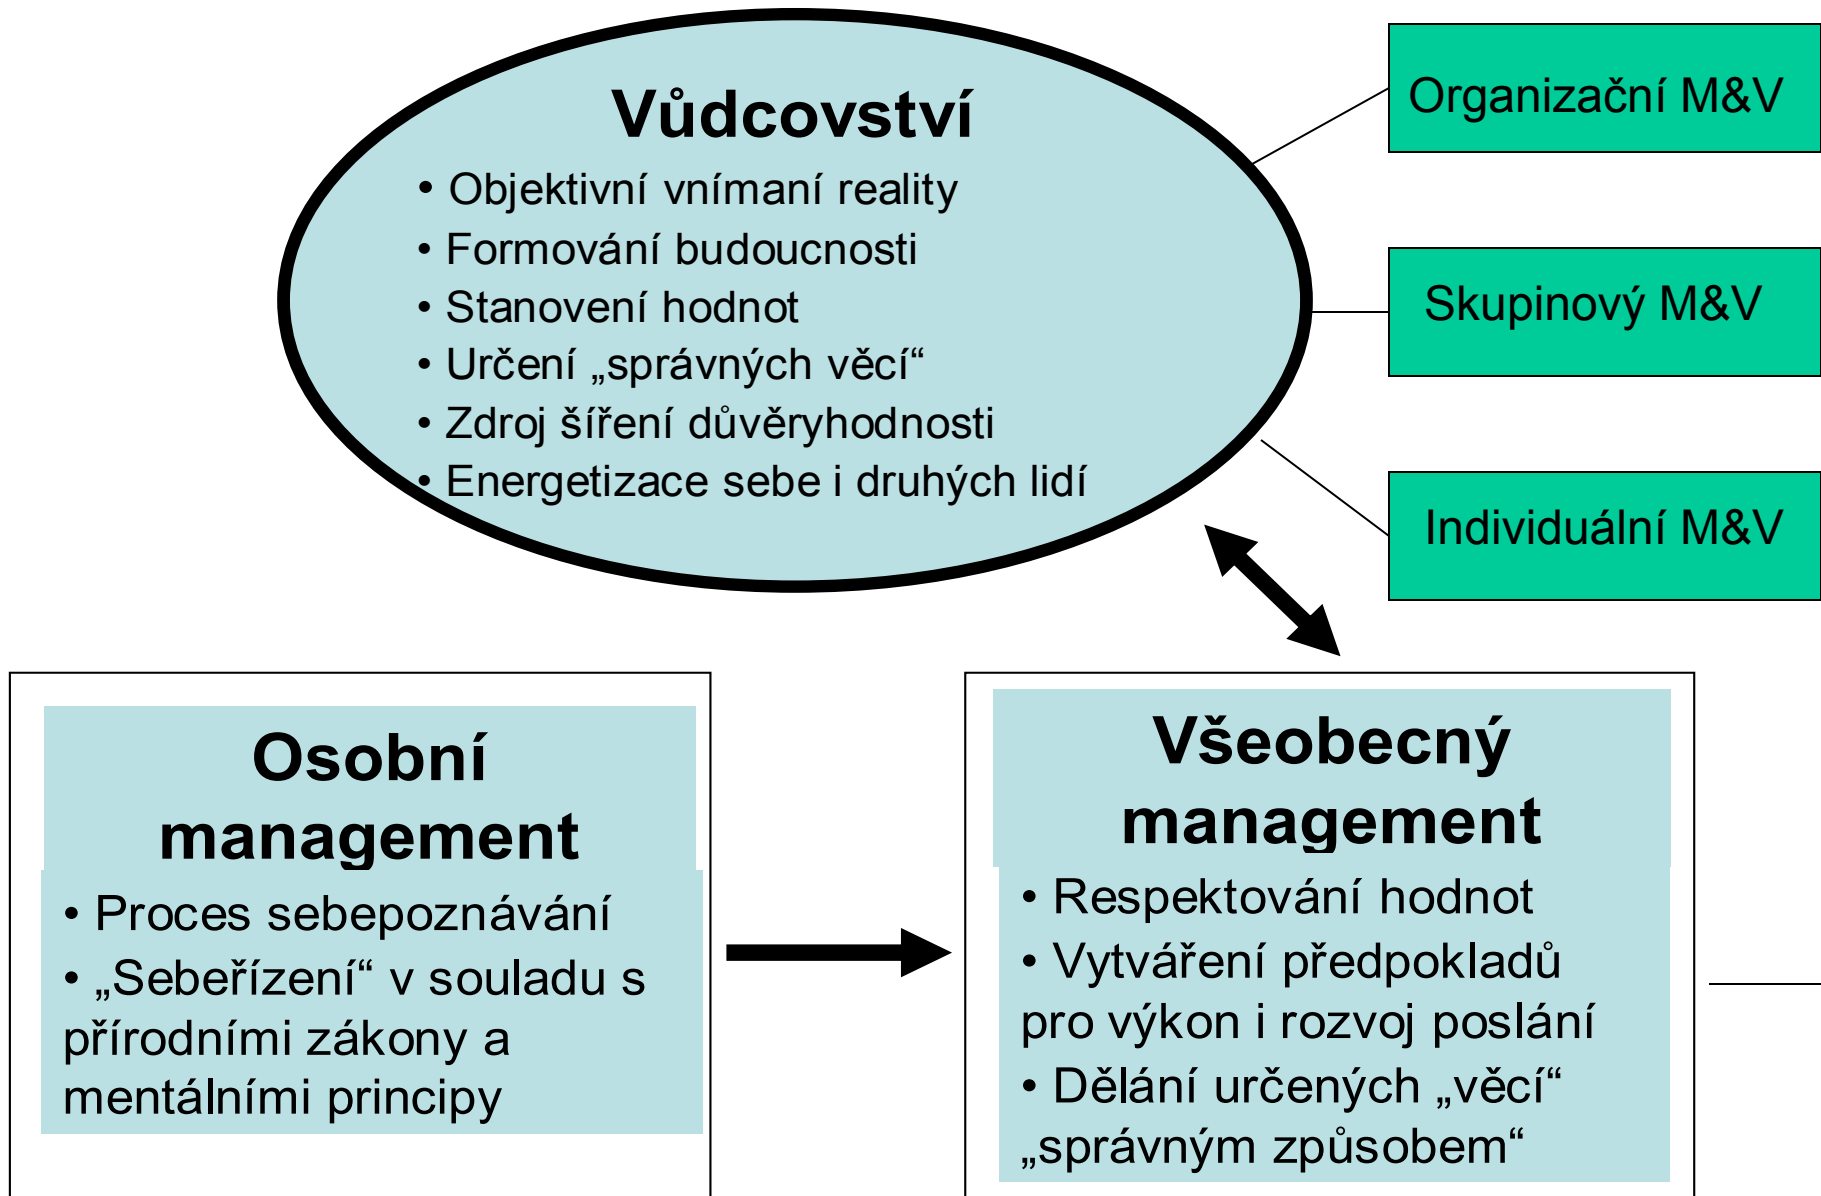 Vůdcovství
• Objektivní vnímaní reality
• Formování budoucnosti
• Stanovení hodnot
• Určení „správných věcí“
• Zdroj šíření důvěryhodnosti
• Energetizace sebe i druhých lidí
Organizační M&V
Skupinový M&V
Individuální M&V
Osobní
management
• Proces sebepoznávání
• „Sebeřízení“ v souladu s
přírodními zákony a
mentálními principy
Všeobecný
management
• Respektování hodnot
• Vytváření předpokladů
pro výkon i rozvoj poslání
• Dělání určených „věcí“
„správným způsobem“